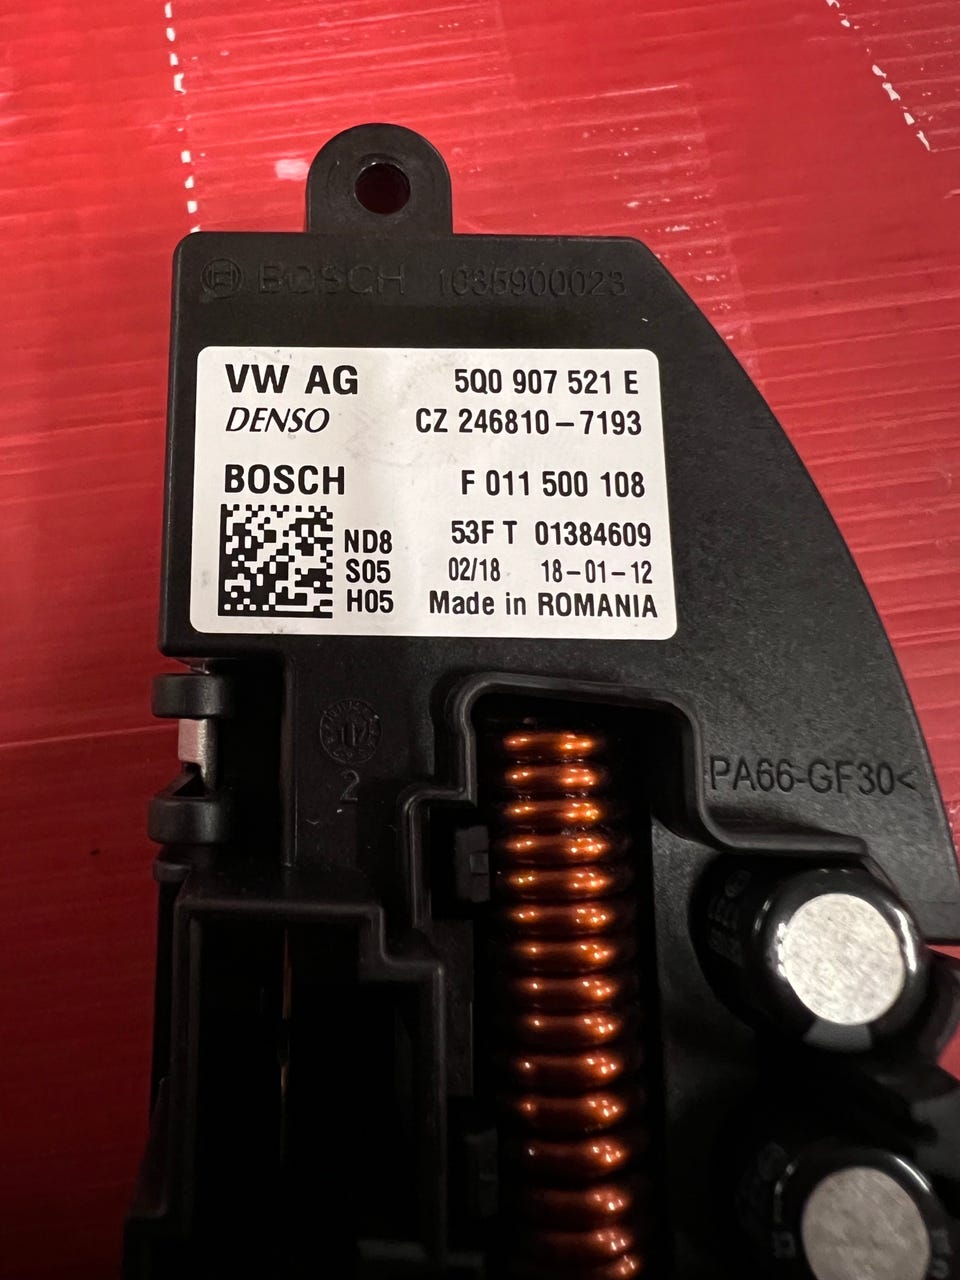 BOSCH 1035900023
VW AG 5Q0 907 521 E
DENSO CZ 246810-7193
BOSCH F 011 500 108
ND8 53F T 01384609
S05 02/18 18-01-12
H05 Made in ROMANIA
2
PA66-GF30<